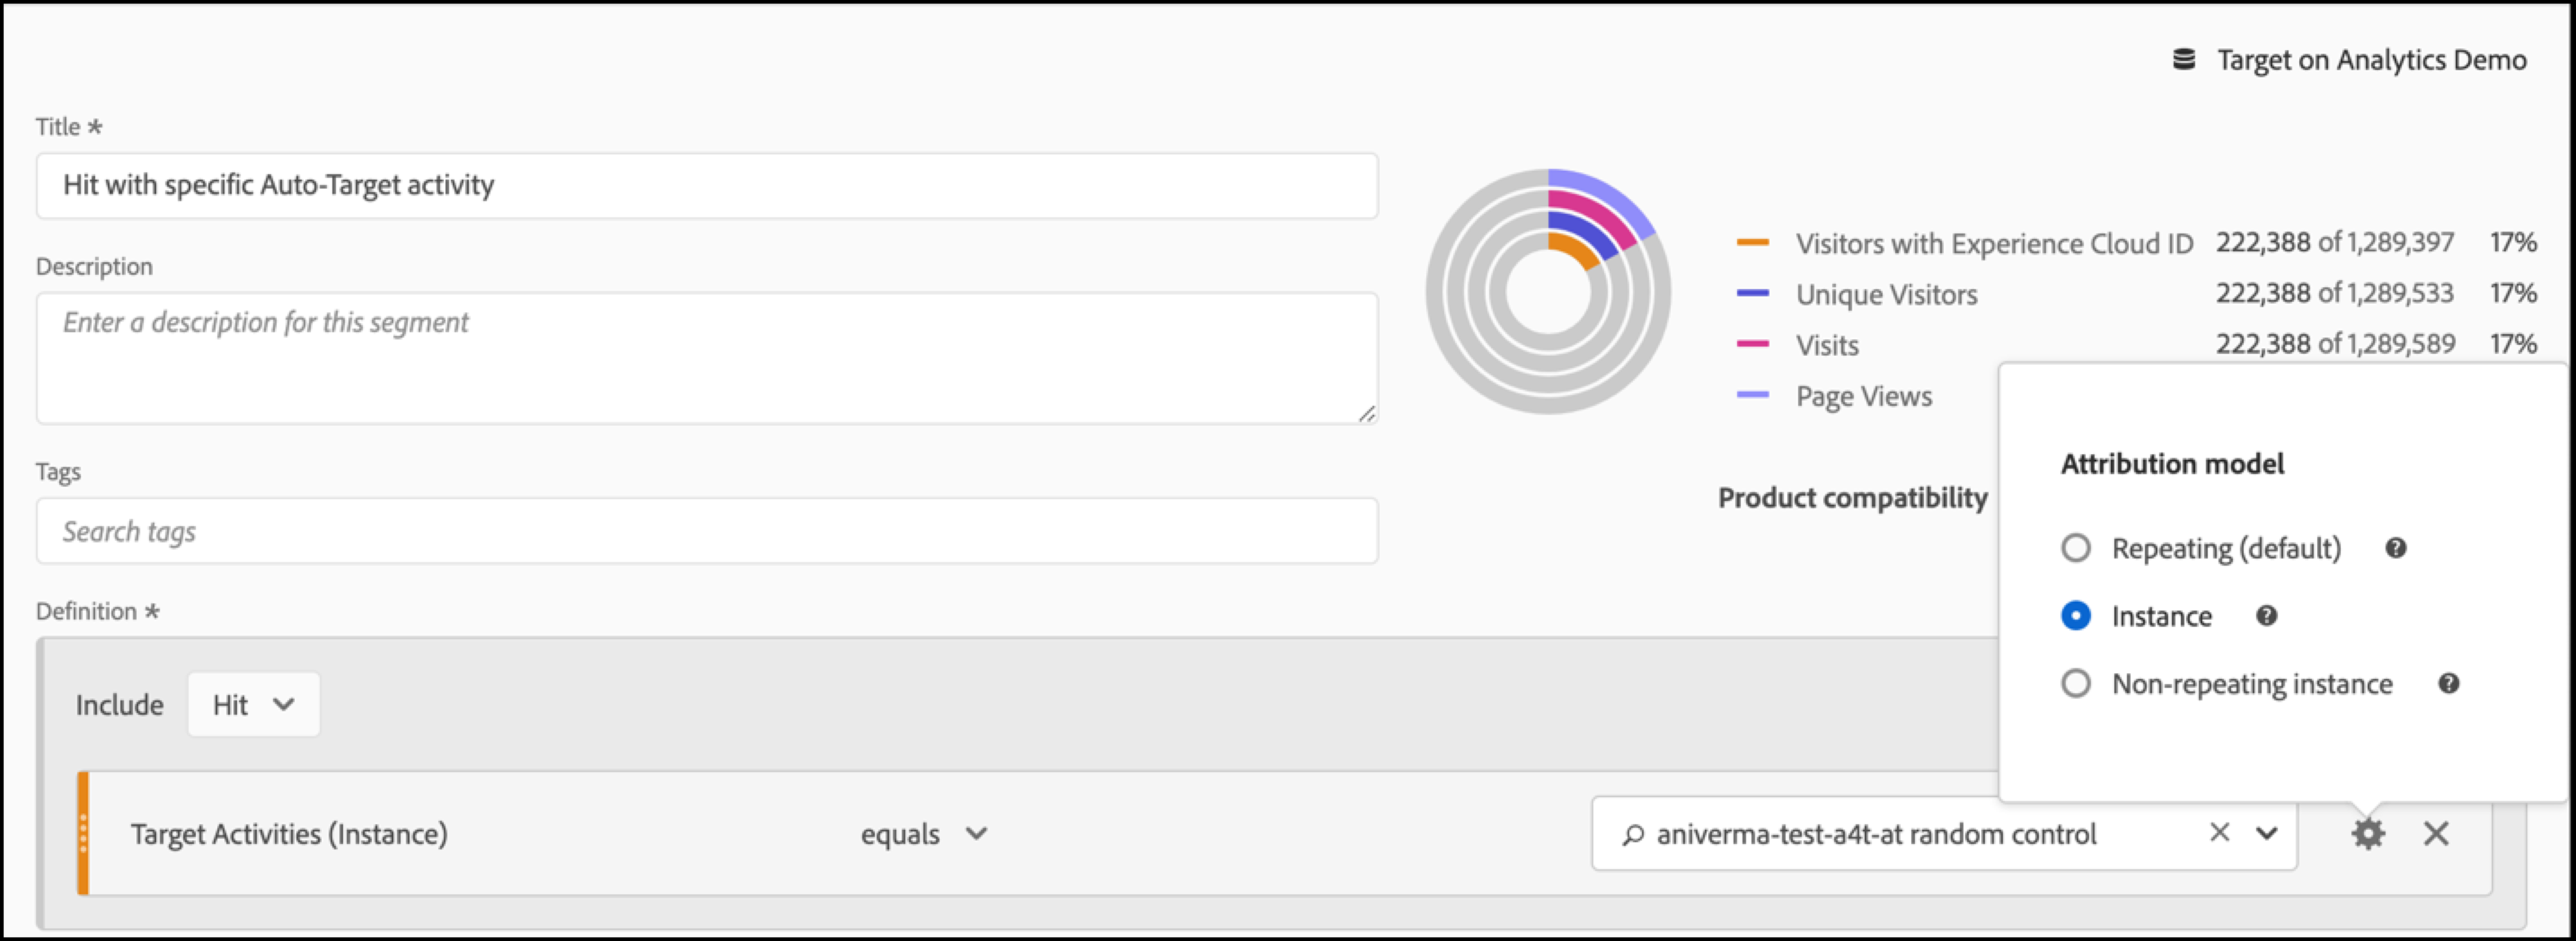 Target on Analytics Demo
Title *
Hit with specific Auto-Target activity
Description
Enter a description for this segment
Tags
Search tags
Definition *
Visitors with Experience Cloud ID 222,388 of 1,289,397 17%
Unique Visitors 222,388 of 1,289,533 17%
Visits 222,388 of 1,289,589 17%
Page Views
Product compatibility
Attribution model
Repeating (default) ?
Instance ?
Non-repeating instance ?
Include Hit
Target Activities (Instance) equals aniverma-test-a4t-at random control